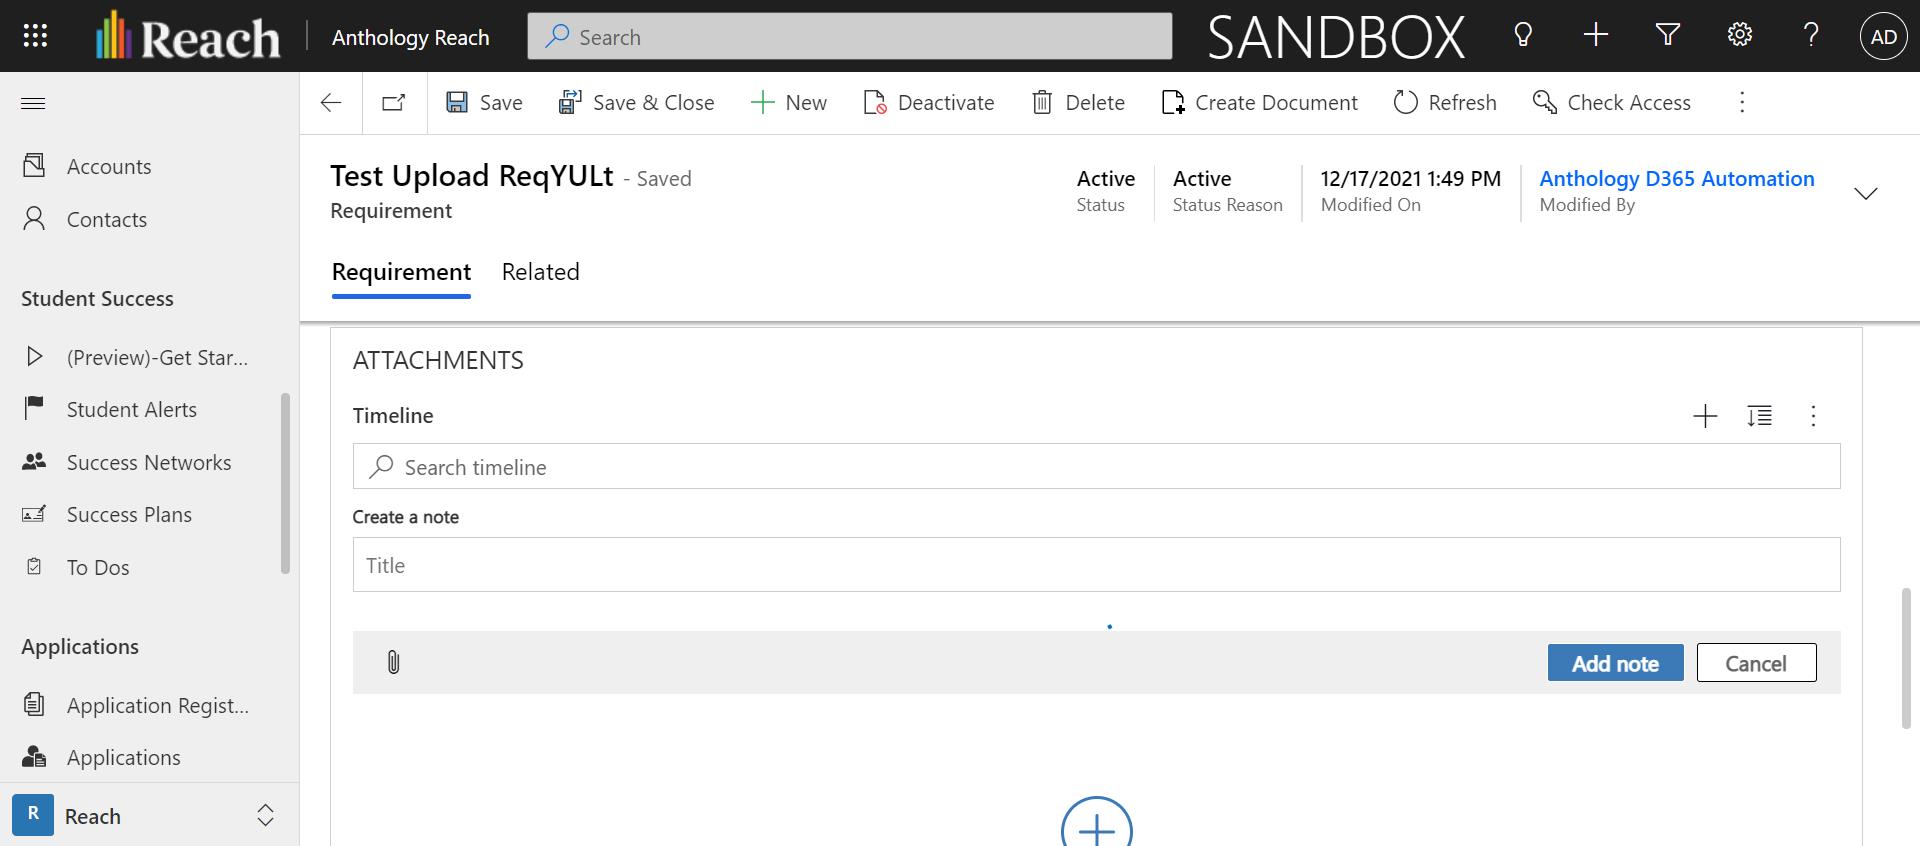 Reach
Anthology Reach
Search
SANDBOX
AD
Save
Save & Close
New
Deactivate
Delete
Create Document
Refresh
Check Access
Accounts
Contacts
Student Success
(Preview)-Get Star...
Student Alerts
Success Networks
Success Plans
To Dos
Applications
Application Regist...
Applications
R
Reach
Test Upload ReqYULt - Saved
Requirement
Active
Status
Active
Status Reason
12/17/2021 1:49 PM
Modified On
Anthology D365 Automation
Modified By
Requirement
Related
ATTACHMENTS
Timeline
Search timeline
Create a note
Title
Add note
Cancel